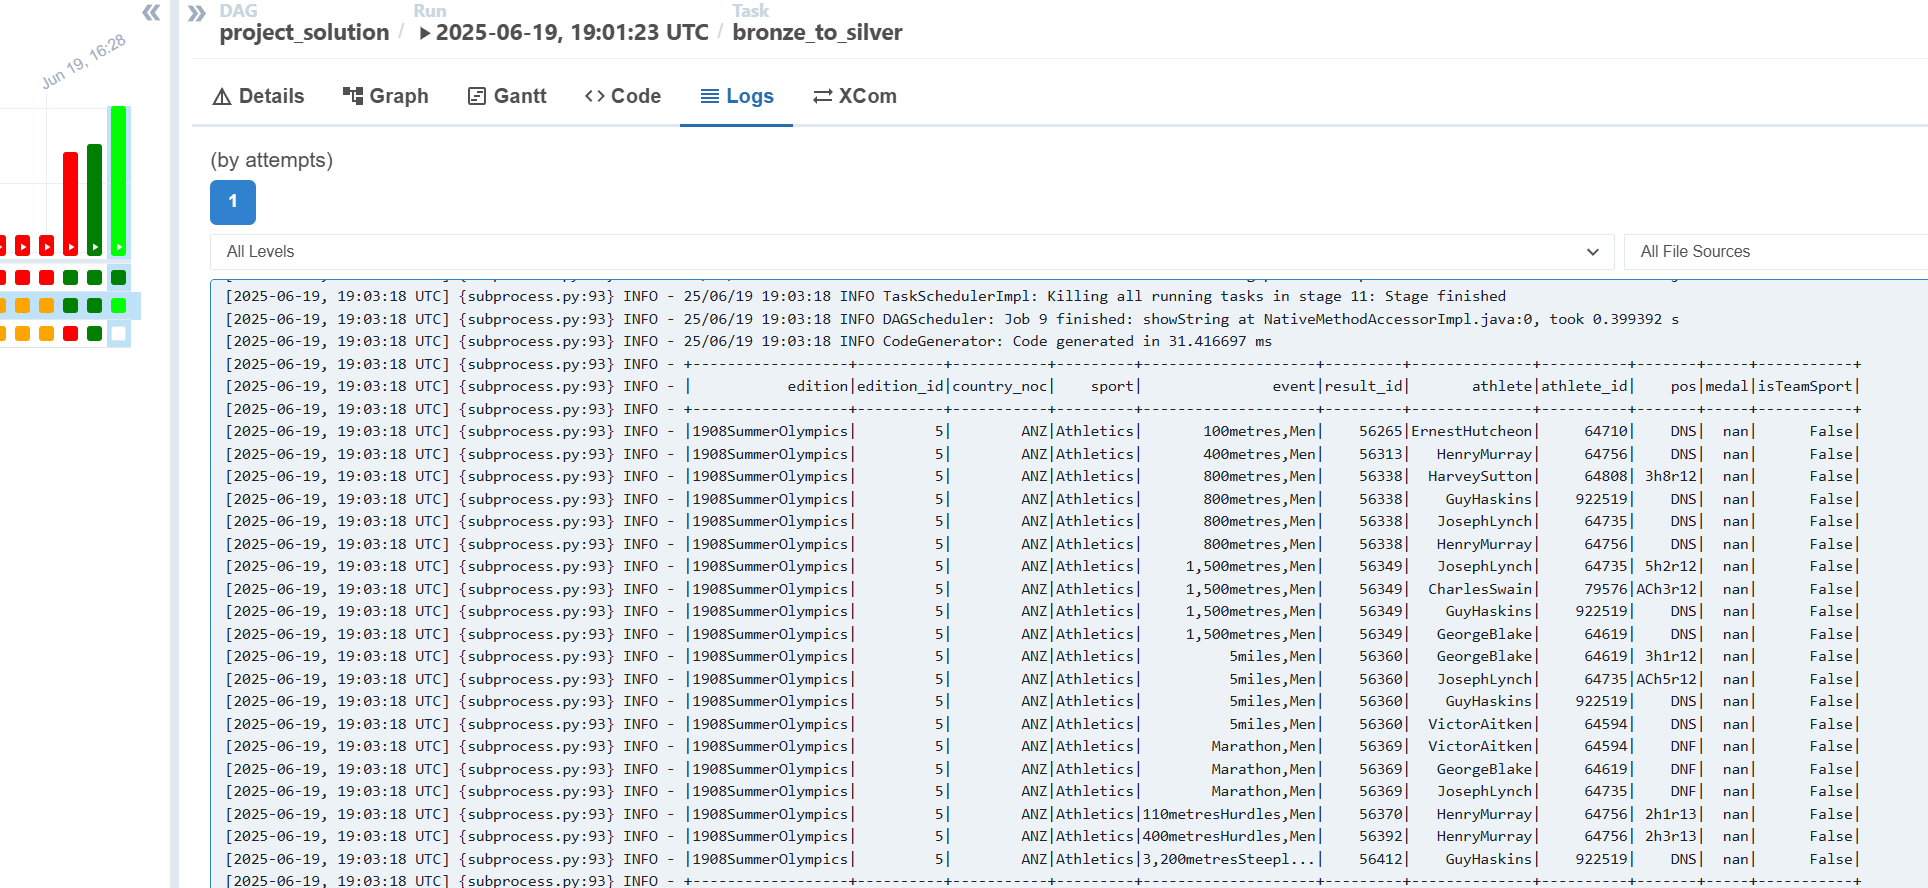 DAG Run Task
project_solution / 2025-06-19, 19:01:23 UTC / bronze_to_silver
Jun 19, 16:28
Details Graph Gantt Code Logs XCom
(by attempts)
1
All Levels All File Sources
[2025-06-19, 19:03:18 UTC] {subprocess.py:93} INFO - 25/06/19 19:03:18 INFO TaskSchedulerImpl: Killing all running tasks in stage 11: Stage finished
[2025-06-19, 19:03:18 UTC] {subprocess.py:93} INFO - 25/06/19 19:03:18 INFO DAGScheduler: Job 9 finished: showString at NativeMethodAccessorImpl.java:0, took 0.399392 s
[2025-06-19, 19:03:18 UTC] {subprocess.py:93} INFO - 25/06/19 19:03:18 INFO CodeGenerator: Code generated in 31.416697 ms
[2025-06-19, 19:03:18 UTC] {subprocess.py:93} INFO - +------------------+----------+-----------+---------+--------------------+---------+--------------+----------+-------+-----+-----------+
[2025-06-19, 19:03:18 UTC] {subprocess.py:93} INFO - |           edition|edition_id|country_noc|    sport|               event|result_id|       athlete|athlete_id|    pos|medal|isTeamSport|
[2025-06-19, 19:03:18 UTC] {subprocess.py:93} INFO - +------------------+----------+-----------+---------+--------------------+---------+--------------+----------+-------+-----+-----------+
[2025-06-19, 19:03:18 UTC] {subprocess.py:93} INFO - |1908SummerOlympics|         5|        ANZ|Athletics|       100metres,Men|    56265|ErnestHutcheon|     64710|    DNS|  nan|      False|
[2025-06-19, 19:03:18 UTC] {subprocess.py:93} INFO - |1908SummerOlympics|         5|        ANZ|Athletics|       400metres,Men|    56313|   HenryMurray|     64756|    DNS|  nan|      False|
[2025-06-19, 19:03:18 UTC] {subprocess.py:93} INFO - |1908SummerOlympics|         5|        ANZ|Athletics|       800metres,Men|    56338|  HarveySutton|     64808| 3h8r12|  nan|      False|
[2025-06-19, 19:03:18 UTC] {subprocess.py:93} INFO - |1908SummerOlympics|         5|        ANZ|Athletics|       800metres,Men|    56338|    GuyHaskins|    922519|    DNS|  nan|      False|
[2025-06-19, 19:03:18 UTC] {subprocess.py:93} INFO - |1908SummerOlympics|         5|        ANZ|Athletics|       800metres,Men|    56338|   JosephLynch|     64735|    DNS|  nan|      False|
[2025-06-19, 19:03:18 UTC] {subprocess.py:93} INFO - |1908SummerOlympics|         5|        ANZ|Athletics|       800metres,Men|    56338|   HenryMurray|     64756|    DNS|  nan|      False|
[2025-06-19, 19:03:18 UTC] {subprocess.py:93} INFO - |1908SummerOlympics|         5|        ANZ|Athletics|     1,500metres,Men|    56349|   JosephLynch|     64735| 5h2r12|  nan|      False|
[2025-06-19, 19:03:18 UTC] {subprocess.py:93} INFO - |1908SummerOlympics|         5|        ANZ|Athletics|     1,500metres,Men|    56349|  CharlesSwain|     79576|ACh3r12|  nan|      False|
[2025-06-19, 19:03:18 UTC] {subprocess.py:93} INFO - |1908SummerOlympics|         5|        ANZ|Athletics|     1,500metres,Men|    56349|    GuyHaskins|    922519|    DNS|  nan|      False|
[2025-06-19, 19:03:18 UTC] {subprocess.py:93} INFO - |1908SummerOlympics|         5|        ANZ|Athletics|     1,500metres,Men|    56349|   GeorgeBlake|     64619|    DNS|  nan|      False|
[2025-06-19, 19:03:18 UTC] {subprocess.py:93} INFO - |1908SummerOlympics|         5|        ANZ|Athletics|          5miles,Men|    56360|   GeorgeBlake|     64619| 3h1r12|  nan|      False|
[2025-06-19, 19:03:18 UTC] {subprocess.py:93} INFO - |1908SummerOlympics|         5|        ANZ|Athletics|          5miles,Men|    56360|   JosephLynch|     64735|ACh5r12|  nan|      False|
[2025-06-19, 19:03:18 UTC] {subprocess.py:93} INFO - |1908SummerOlympics|         5|        ANZ|Athletics|          5miles,Men|    56360|    GuyHaskins|    922519|    DNS|  nan|      False|
[2025-06-19, 19:03:18 UTC] {subprocess.py:93} INFO - |1908SummerOlympics|         5|        ANZ|Athletics|          5miles,Men|    56360|  VictorAitken|     64594|    DNS|  nan|      False|
[2025-06-19, 19:03:18 UTC] {subprocess.py:93} INFO - |1908SummerOlympics|         5|        ANZ|Athletics|        Marathon,Men|    56369|  VictorAitken|     64594|    DNF|  nan|      False|
[2025-06-19, 19:03:18 UTC] {subprocess.py:93} INFO - |1908SummerOlympics|         5|        ANZ|Athletics|        Marathon,Men|    56369|   GeorgeBlake|     64619|    DNF|  nan|      False|
[2025-06-19, 19:03:18 UTC] {subprocess.py:93} INFO - |1908SummerOlympics|         5|        ANZ|Athletics|        Marathon,Men|    56369|   JosephLynch|     64735|    DNF|  nan|      False|
[2025-06-19, 19:03:18 UTC] {subprocess.py:93} INFO - |1908SummerOlympics|         5|        ANZ|Athletics|110metresHurdles,Men|    56370|   HenryMurray|     64756| 2h1r13|  nan|      False|
[2025-06-19, 19:03:18 UTC] {subprocess.py:93} INFO - |1908SummerOlympics|         5|        ANZ|Athletics|400metresHurdles,Men|    56392|   HenryMurray|     64756| 2h3r13|  nan|      False|
[2025-06-19, 19:03:18 UTC] {subprocess.py:93} INFO - |1908SummerOlympics|         5|        ANZ|Athletics|3,200metresSteepl...|    56412|    GuyHaskins|    922519|    DNS|  nan|      False|
[2025-06-19, 19:03:18 UTC] {subprocess.py:93} INFO - +------------------+----------+-----------+---------+--------------------+---------+--------------+----------+-------+-----+-----------+